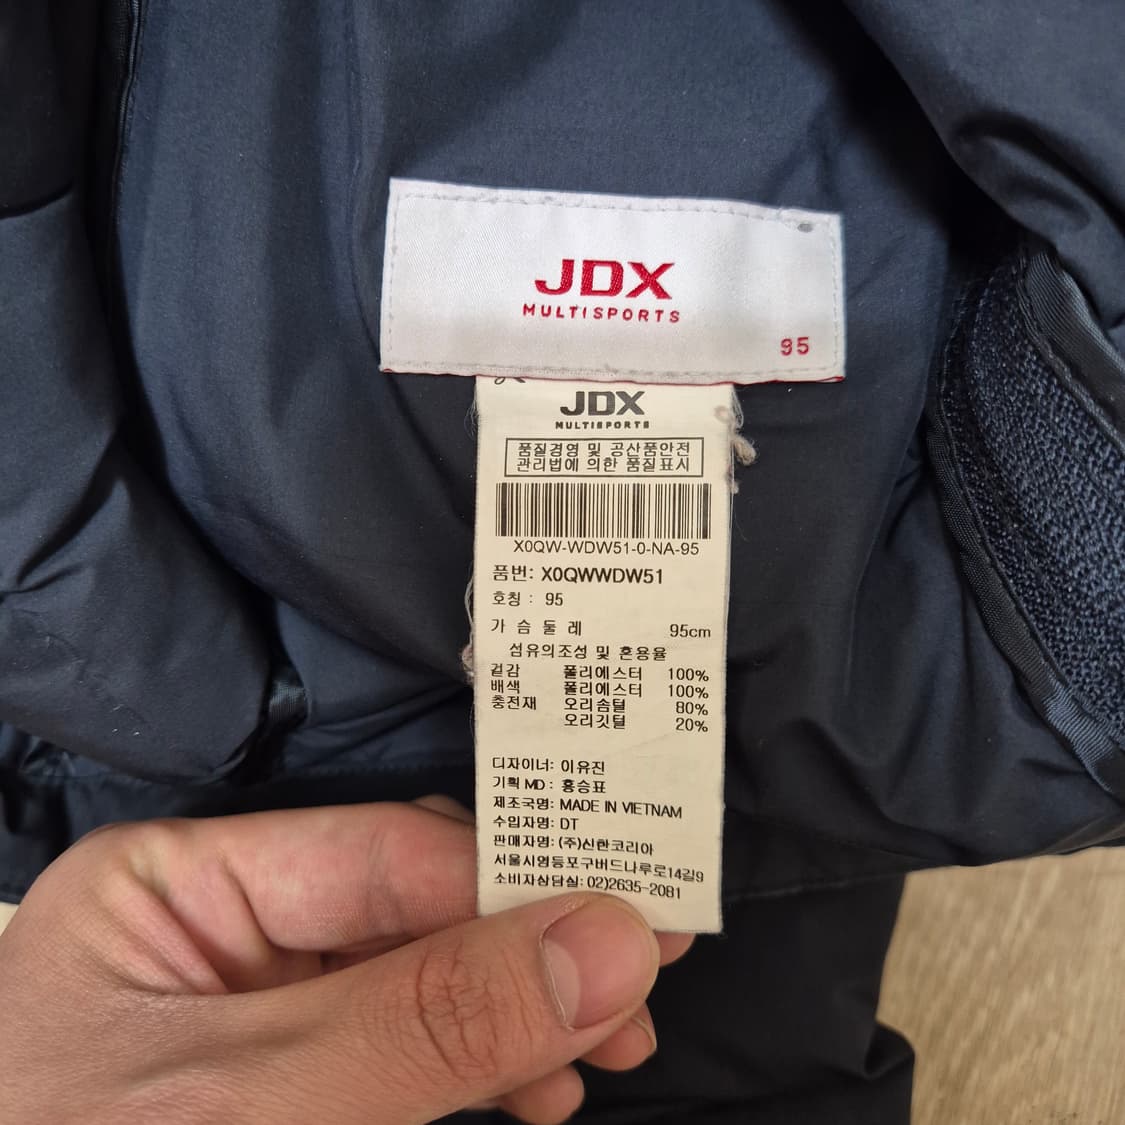 JDX
MULTISPORTS
95
JDX
MULTISPORTS
품질경영 및 공산품안전
관리법에 의한 품질표시
X0QW-WDW51-0-NA-95
품번: X0QWWDW51
호칭 : 95
가 슴 둘 레 95cm
섬유의조성 및 혼용율
겉감 폴리에스터 100%
배색 폴리에스터 100%
충전재 오리솜털 80%
오리깃털 20%
디자이너: 이유진
기획 MD : 홍승표
제조국명: MADE IN VIETNAM
수입자명: DT
판매자명: (주)신한코리아
서울시영등포구버드나루로14길9
소비자상담실: 02)2635-2081